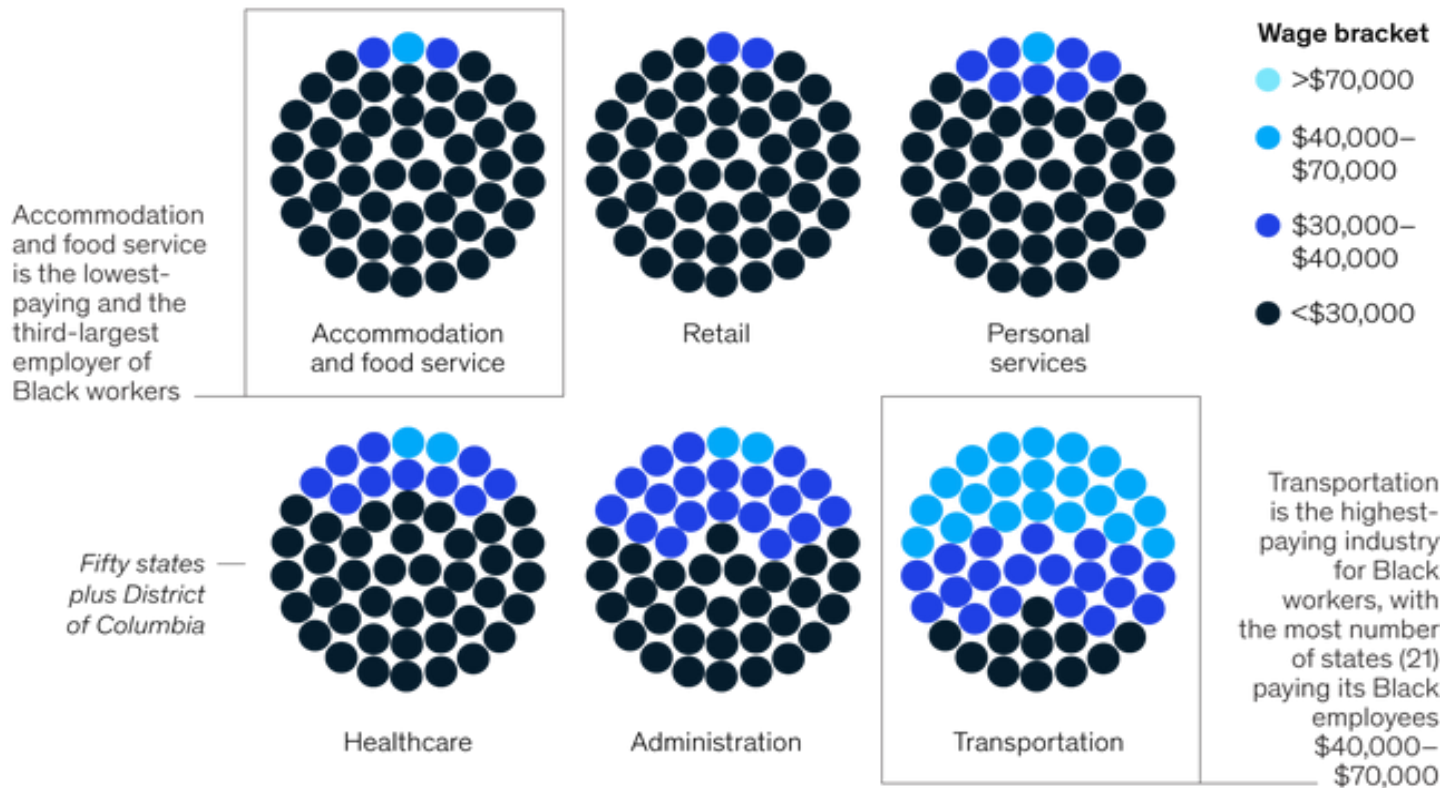 Wage bracket
>$70,000
$40,000–
$70,000
$30,000–
$40,000
<$30,000
Accommodation
and food service
is the lowest-
paying and the
third-largest
employer of
Black workers
Accommodation
and food service
Retail
Personal
services
Fifty states
plus District
of Columbia
Healthcare
Administration
Transportation
Transportation
is the highest-
paying industry
for Black
workers, with
the most number
of states (21)
paying its Black
employees
$40,000–
$70,000